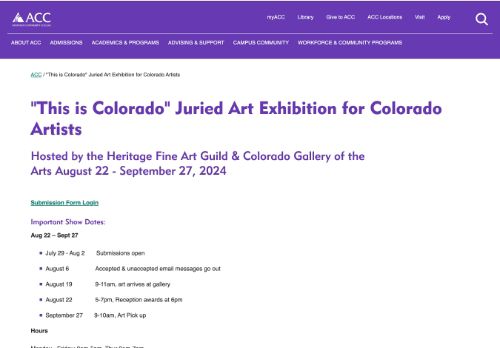 ACC
myACC Library Give to ACC ACC Locations Visit Apply
ABOUT ACC ADMISSIONS ACADEMICS & PROGRAMS ADVISING & SUPPORT CAMPUS COMMUNITY WORKFORCE & COMMUNITY PROGRAMS
ACC / "This is Colorado" Juried Art Exhibition for Colorado Artists
"This is Colorado" Juried Art Exhibition for Colorado
Artists
Hosted by the Heritage Fine Art Guild & Colorado Gallery of the
Arts August 22 - September 27, 2024
Submission Form Login
Important Show Dates:
Aug 22 – Sept 27
July 29 - Aug 2 Submissions open
August 6 Accepted & unaccepted email messages go out
August 19 9-11am, art arrives at gallery
August 22 5-7pm, Reception awards at 6pm
September 27 9-10am, Art Pick up
Hours